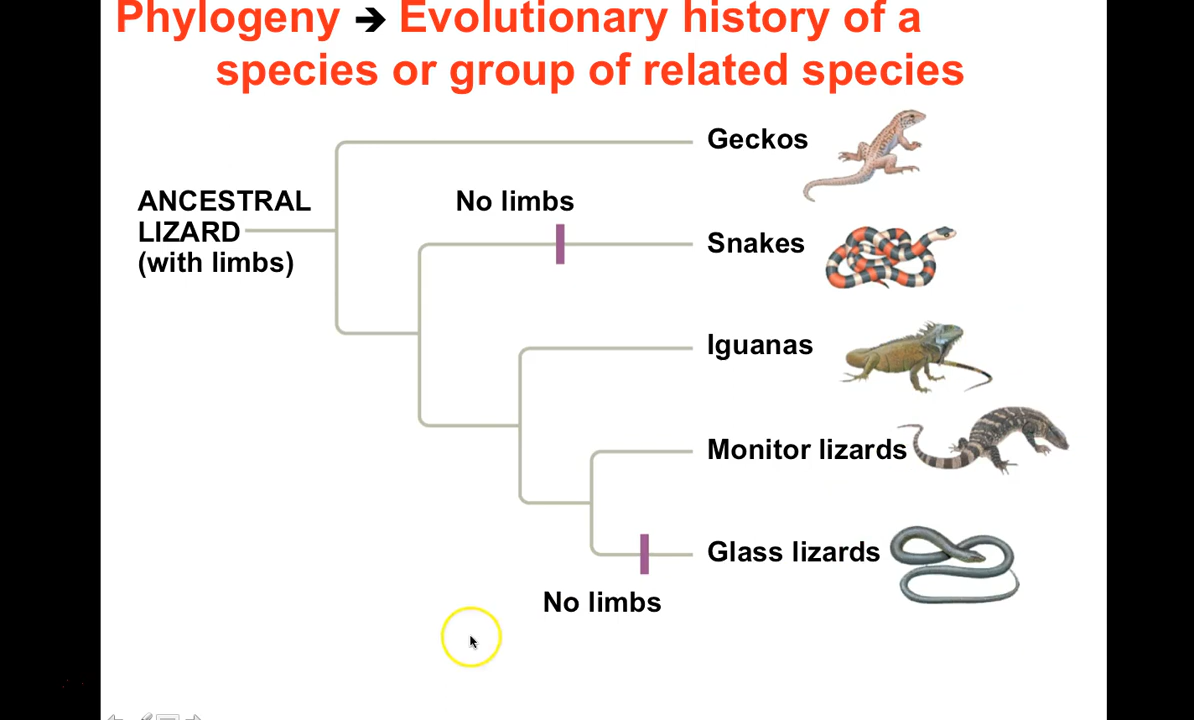 Phylogeny ➔ Evolutionary history of a
species or group of related species
Geckos
ANCESTRAL
LIZARD
(with limbs)
No limbs
Snakes
Iguanas
Monitor lizards
Glass lizards
No limbs